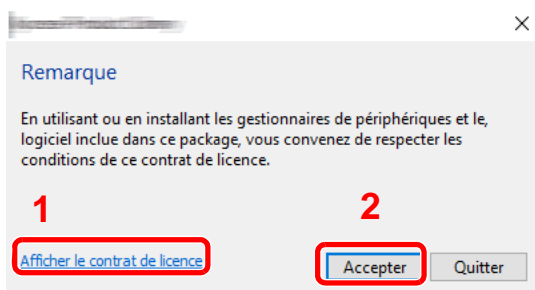 Remarque
En utilisant ou en installant les gestionnaires de périphériques et le,
logiciel inclue dans ce package, vous convenez de respecter les
conditions de ce contrat de licence.
1
2
Afficher le contrat de licence
Accepter
Quitter